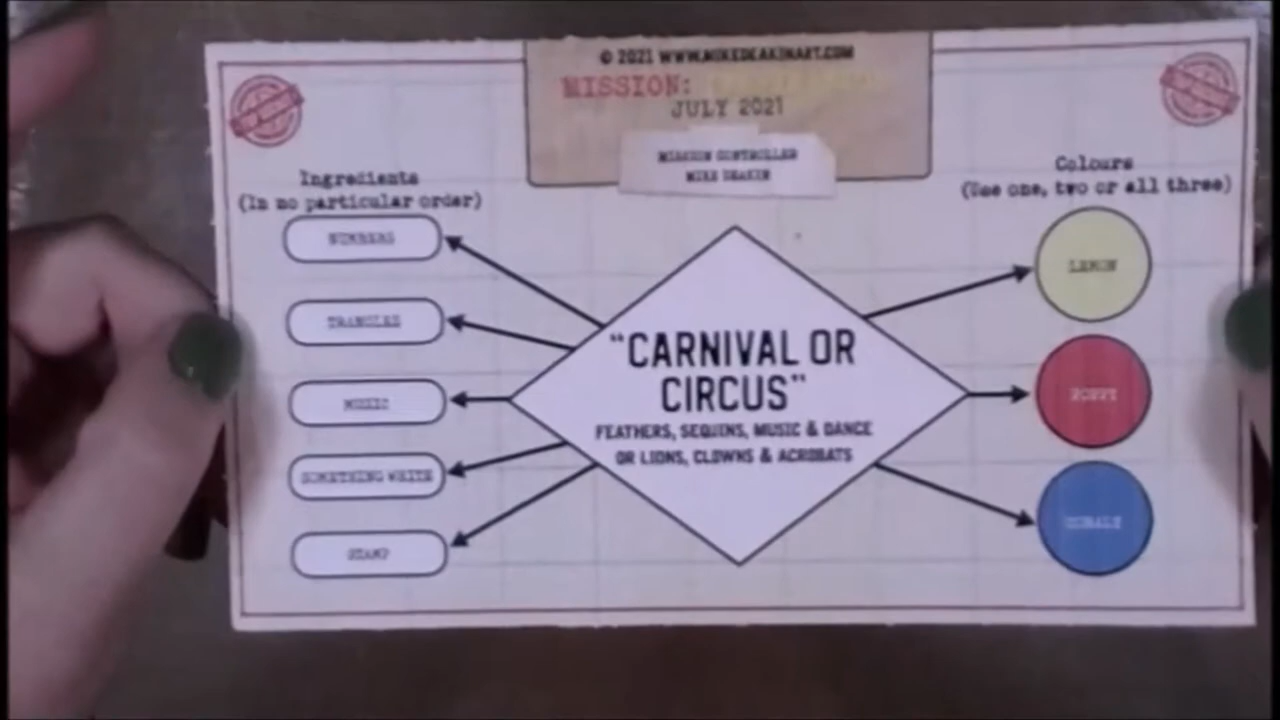 © 2021 WWW.MIKEDEAKINART.COM
MISSION:
JULY 2021
MISSION CONTROLLER
MIKE DEAKIN
Ingredients
(In no particular order)
NUMBERS
MUSIC
SOMETHING WHITE
STAMP
"CARNIVAL OR
CIRCUS"
FEATHERS, SEQUINS, MUSIC & DANCE
OR LIONS, CLOWNS & ACROBATS
Colours
(Use one, two or all three)
LEMON
POPPY
COBALT